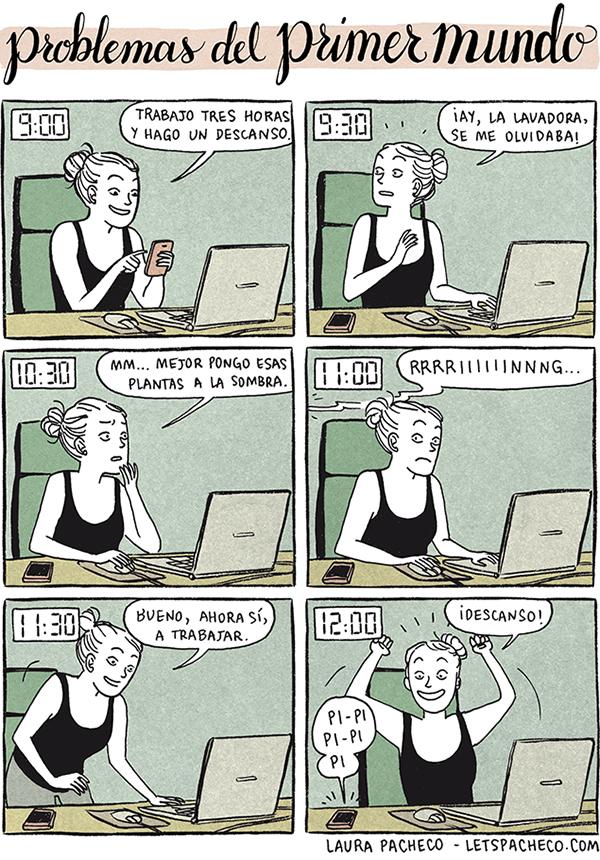 Problemas del primer mundo
9:00
TRABAJO TRES HORAS
Y HAGO UN DESCANSO.
9:30
¡AY, LA LAVADORA,
SE ME OLVIDABA!
10:30
MM... MEJOR PONGO ESAS
PLANTAS A LA SOMBRA.
11:00
RRRRIIIIIIINNNG...
11:30
BUENO, AHORA SÍ,
A TRABAJAR.
12:00
¡DESCANSO!
PI-PI
PI-PI
PI
LAURA PACHECO - LETSPACHECO.COM